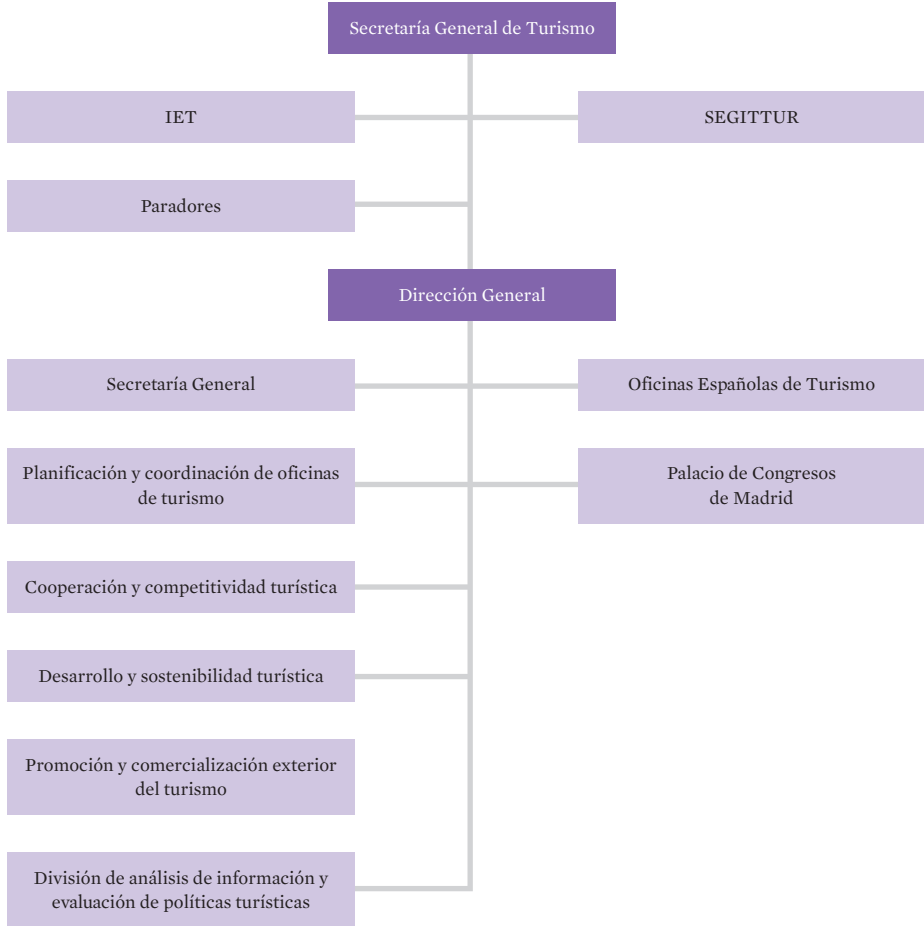 Secretaría General de Turismo
IET
SEGITTUR
Paradores
Dirección General
Secretaría General
Oficinas Españolas de Turismo
Planificación y coordinación de oficinas
de turismo
Palacio de Congresos
de Madrid
Cooperación y competitividad turística
Desarrollo y sostenibilidad turística
Promoción y comercialización exterior
del turismo
División de análisis de información y
evaluación de políticas turísticas